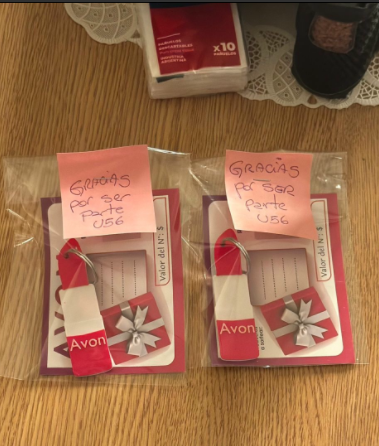 x10
GRACIAS
por ser
parte
U56
Valor del N°: $
Avon
GRACIAS
por ser
parte
U56
Valor del N°: $
Avon